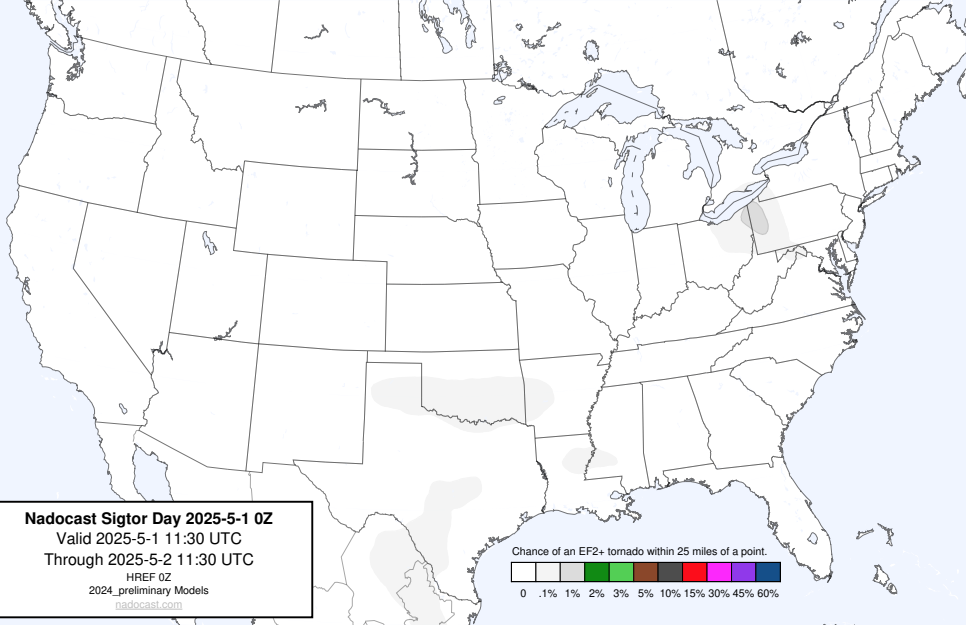 Nadocast Sigtor Day 2025-5-1 0Z
Valid 2025-5-1 11:30 UTC
Through 2025-5-2 11:30 UTC
HREF 0Z
2024_preliminary Models
nadocast.com
Chance of an EF2+ tornado within 25 miles of a point.
0 .1% 1% 2% 3% 5% 10% 15% 30% 45% 60%